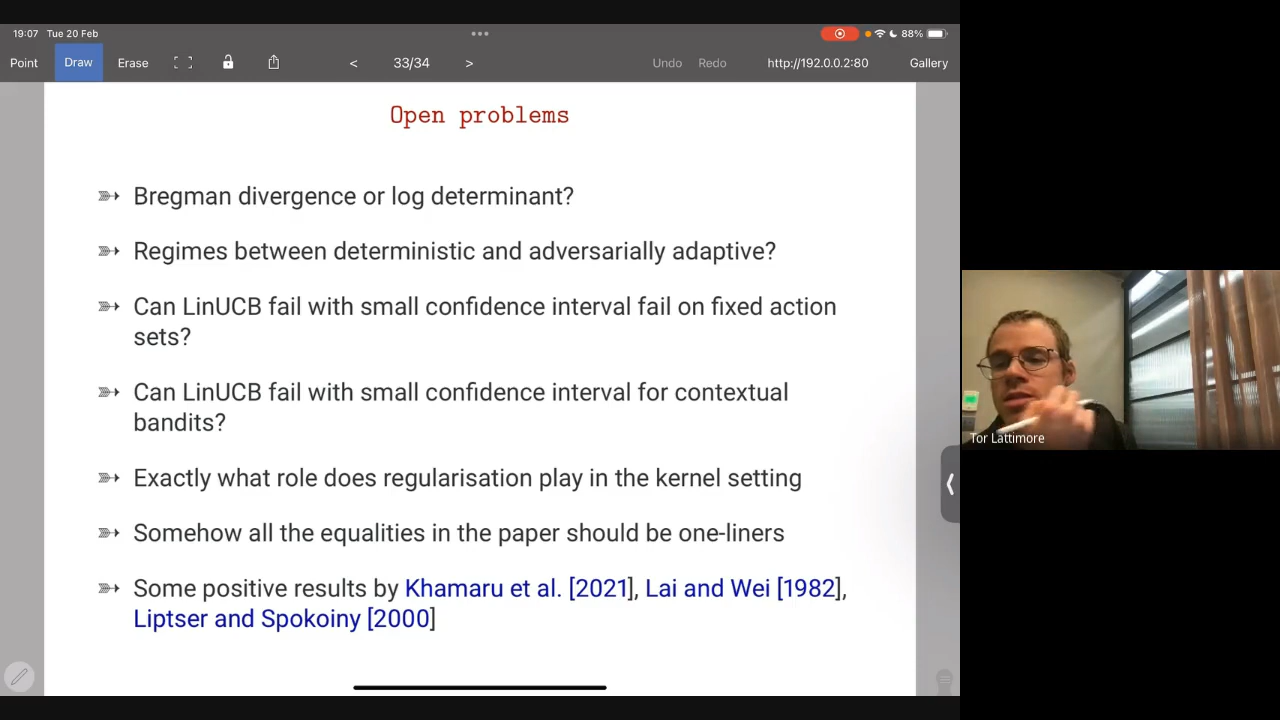 19:07 Tue 20 Feb
88%
Point Draw Erase < 33/34 > Undo Redo http://192.0.0.2:80 Gallery
Open problems
Bregman divergence or log determinant?
Regimes between deterministic and adversarially adaptive?
Can LinUCB fail with small confidence interval fail on fixed action
sets?
Can LinUCB fail with small confidence interval for contextual
bandits?
Exactly what role does regularisation play in the kernel setting
Somehow all the equalities in the paper should be one-liners
Some positive results by Khamaru et al. [2021], Lai and Wei [1982],
Liptser and Spokoiny [2000]
Tor Lattimore